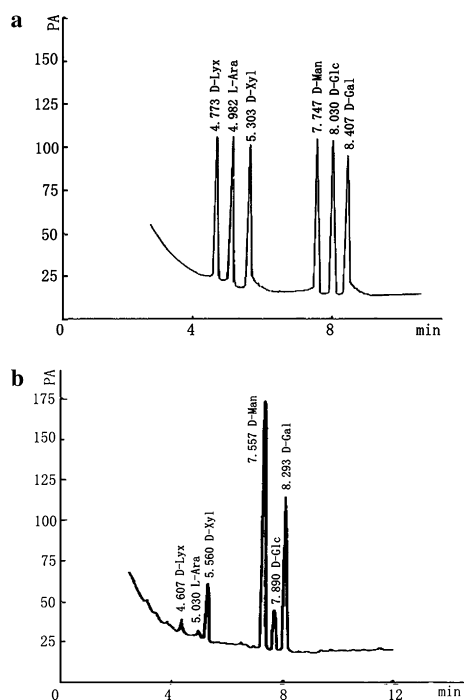 a
PA
150
125
100
75
50
25
0
4
8
min
4.773 D-Lyx
4.982 L-Ara
5.303 D-Xyl
7.747 D-Man
8.030 D-Glc
8.407 D-Gal
b
PA
175
150
125
100
75
50
25
0
4
8
12
min
4.607 D-Lyx
5.030 L-Ara
5.560 D-Xyl
7.557 D-Man
7.890 D-Glc
8.293 D-Gal